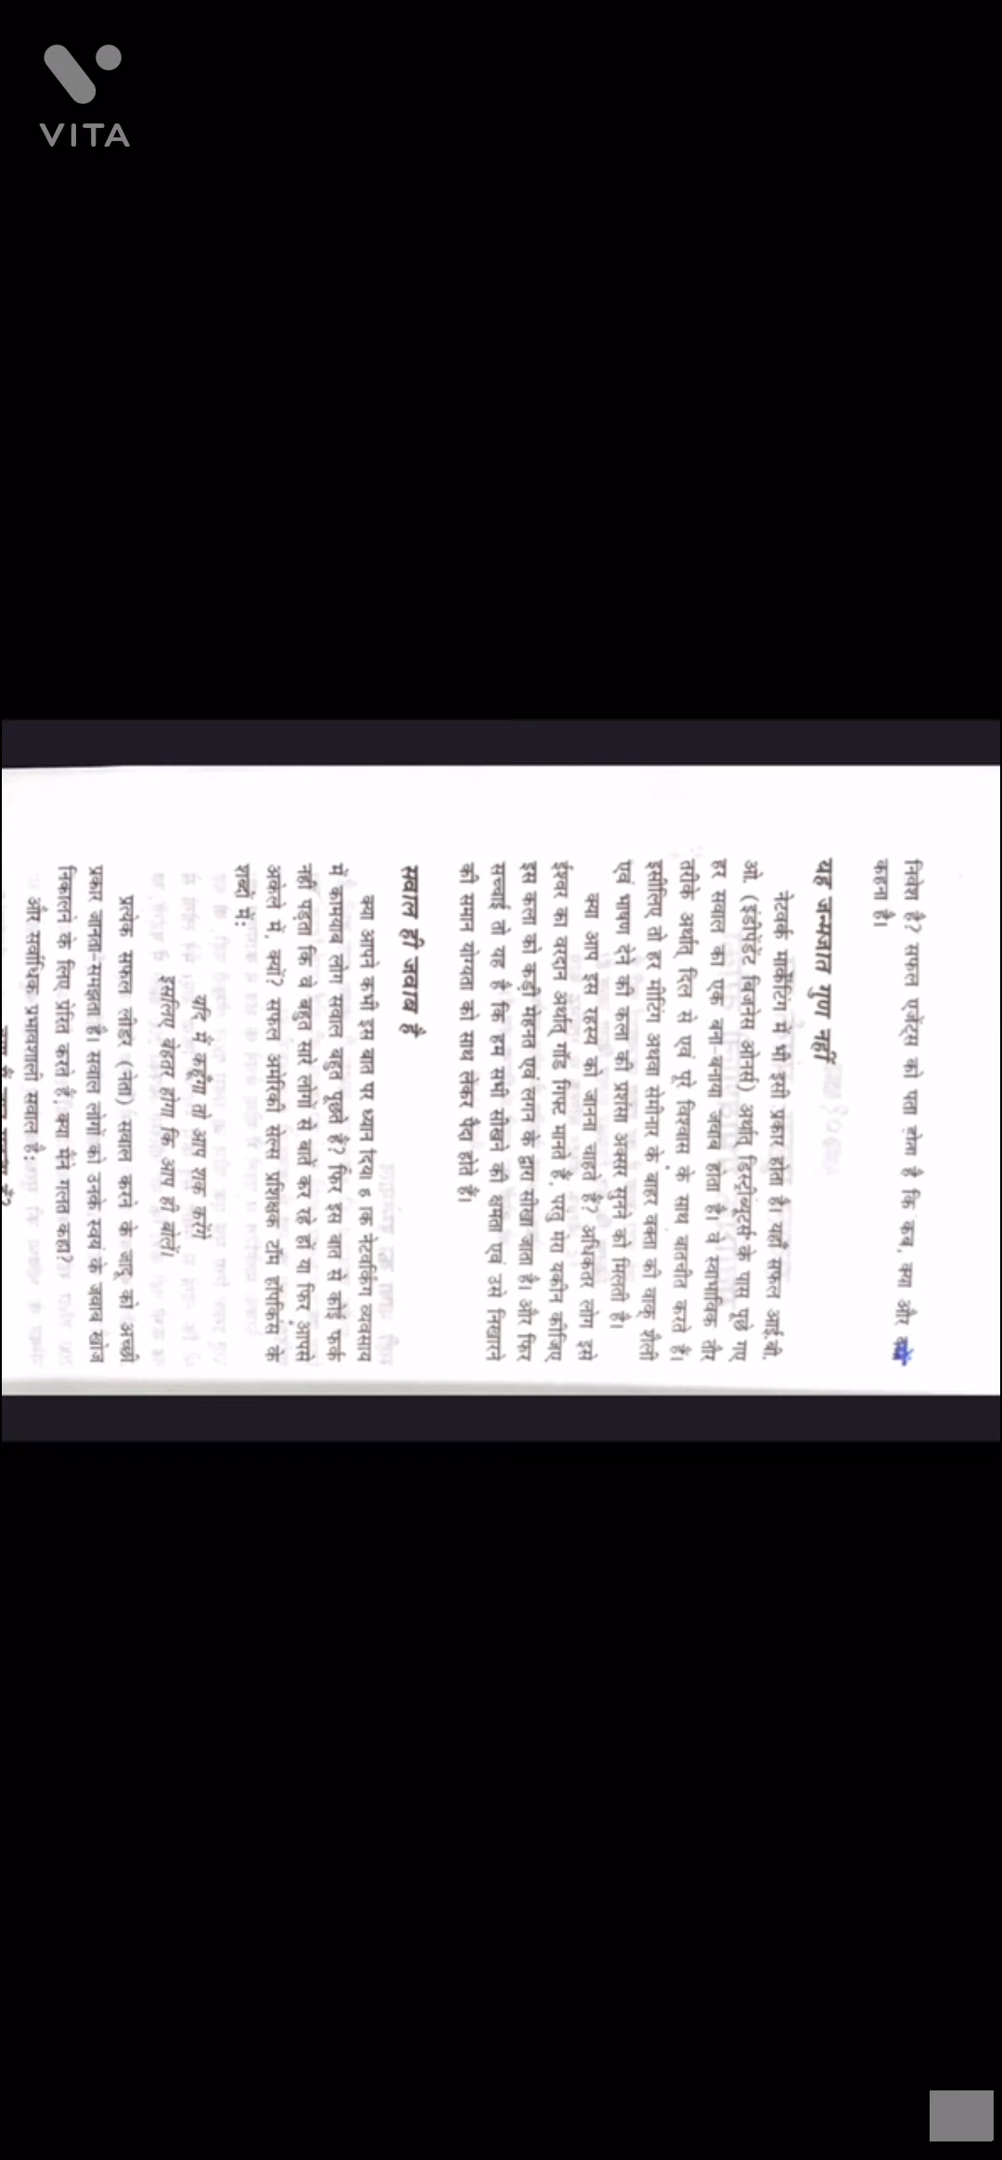 VITA
निवेश है? सफल एजेंट्स को पता होता है कि कब, क्या और
कहना है।
यह जन्मजात गुण नहीं
नेटवर्क मार्केटिंग में भी इसी प्रकार होता है। यहाँ सफल आई.बी.
ओ. (इंडीपेंडेंट बिजनेस ओनर्स) अर्थात् डिस्ट्रीब्यूटर्स के पास पूछे गए
हर सवाल का एक बना-बनाया जवाब होता है। वे स्वाभाविक तौर
तरीके अर्थात् दिल से एवं पूरे विश्वास के साथ बातचीत करते हैं।
इसीलिए तो हर मीटिंग अथवा सेमीनार के बाहर वक्ता की वाक् शैली
एवं भाषण देने की कला की प्रशंसा अक्सर सुनने को मिलती है।
क्या आप इस रहस्य को जानना चाहते हैं? अधिकतर लोग इसे
ईश्वर का वरदान अर्थात् गॉड गिफ्ट मानते हैं, परंतु मेरा यकीन कीजिए
इस कला को कड़ी मेहनत एवं लगन के द्वारा सीखा जाता है। और फिर
सच्चाई तो यह है कि हम सभी सीखने की क्षमता एवं उसे निखारने
की समान योग्यता को साथ लेकर पैदा होते हैं।
सवाल ही जवाब है
क्या आपने कभी इस बात पर ध्यान दिया ह कि नेटवर्किंग व्यवसाय
में कामयाब लोग सवाल बहुत पूछते हैं? फिर इस बात से कोई फर्क
नहीं पड़ता कि वे बहुत सारे लोगों से बातें कर रहे हों या फिर आपसे
अकेले में, क्यों? सफल अमेरिकी सेल्स प्रशिक्षक टॉम हॉपकिंस के
शब्दों में:
यदि मैं कहूँगा तो आप शक करेंगे
इसलिए बेहतर होगा कि आप ही बोलें।
प्रत्येक सफल लीडर (नेता) सवाल करने के जादू को अच्छी
प्रकार जानता-समझता है। सवाल लोगों को उनके स्वयं के जवाब खोज
निकालने के लिए प्रेरित करते हैं, क्या मैंने गलत कहा?
और सर्वाधिक प्रभावशाली सवाल है: